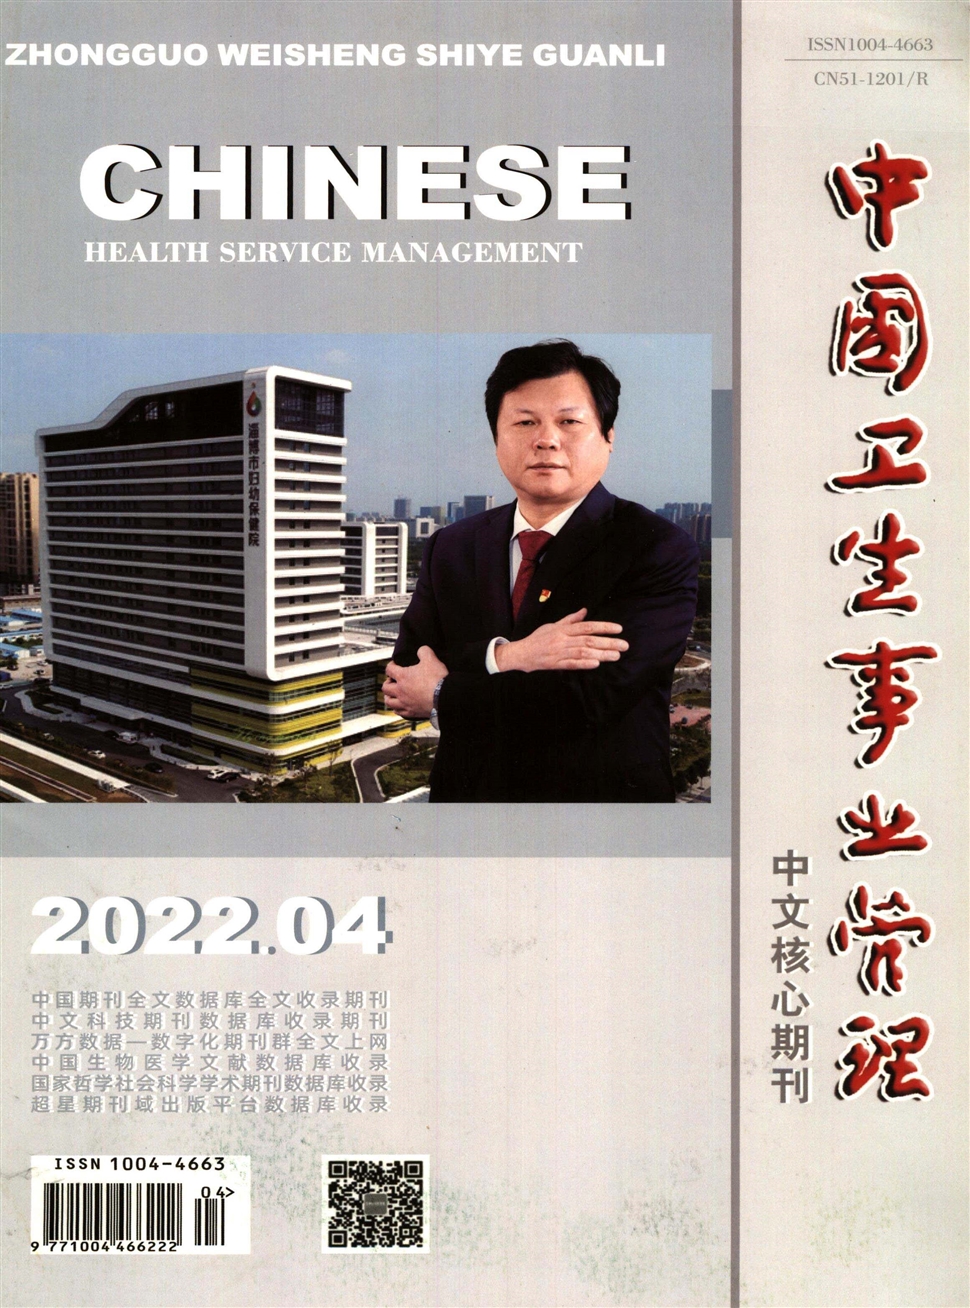 ZHONGGUO WEISHENG SHIYE GUANLI
ISSN1004-4663
CN51-1201/R
CHINESE
HEALTH SERVICE MANAGEMENT
中国卫生事业管理
中文核心期刊
淄博市妇幼保健院
2022.04
中国期刊全文数据库全文收录期刊
中文科技期刊数据库收录期刊
万方数据—数字化期刊群全文上网
中国生物医学文献数据库收录
国家哲学社会科学学术期刊数据库收录
超星期刊域出版平台数据库收录
ISSN 1004-4663
04>
9 771004 466222